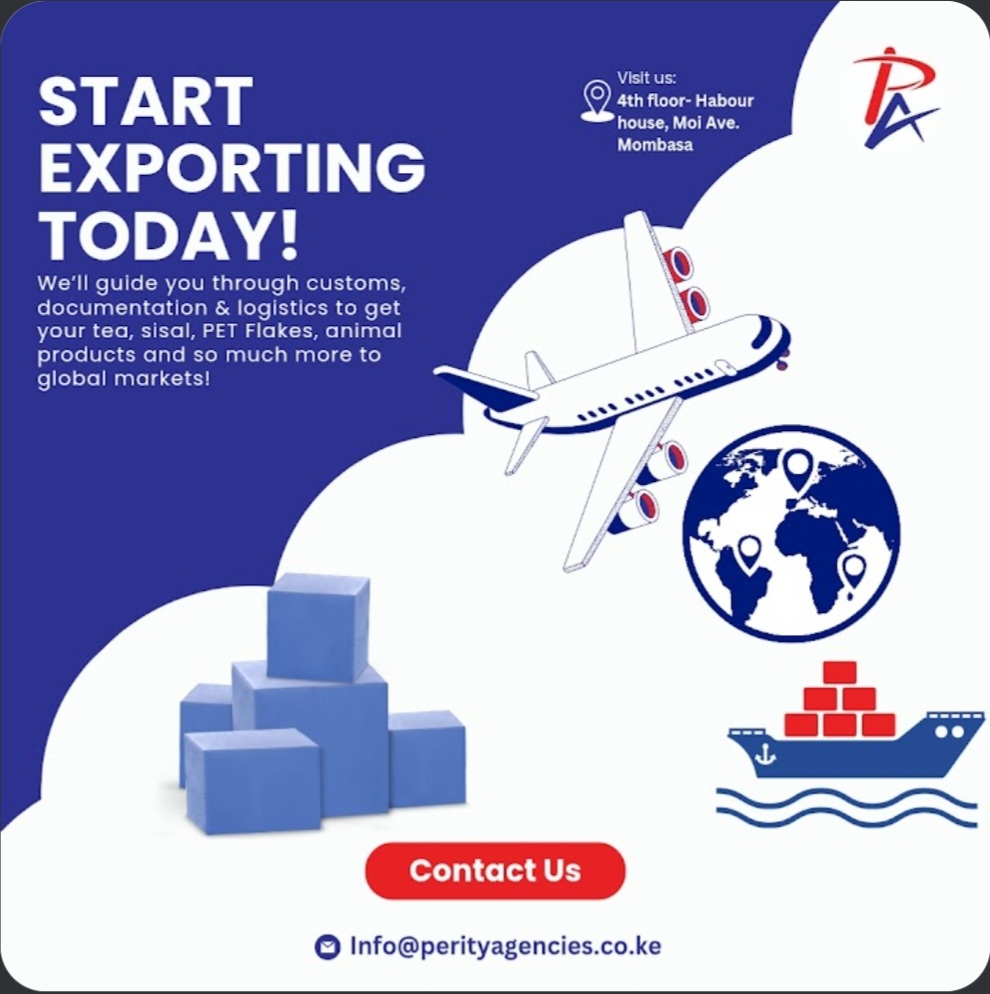 START
EXPORTING
TODAY!
We'll guide you through customs,
documentation & logistics to get
your tea, sisal, PET Flakes, animal
products and so much more to
global markets!
Visit us:
4th floor- Habour
house, Moi Ave.
Mombasa
PA
Contact Us
Info@perityagencies.co.ke